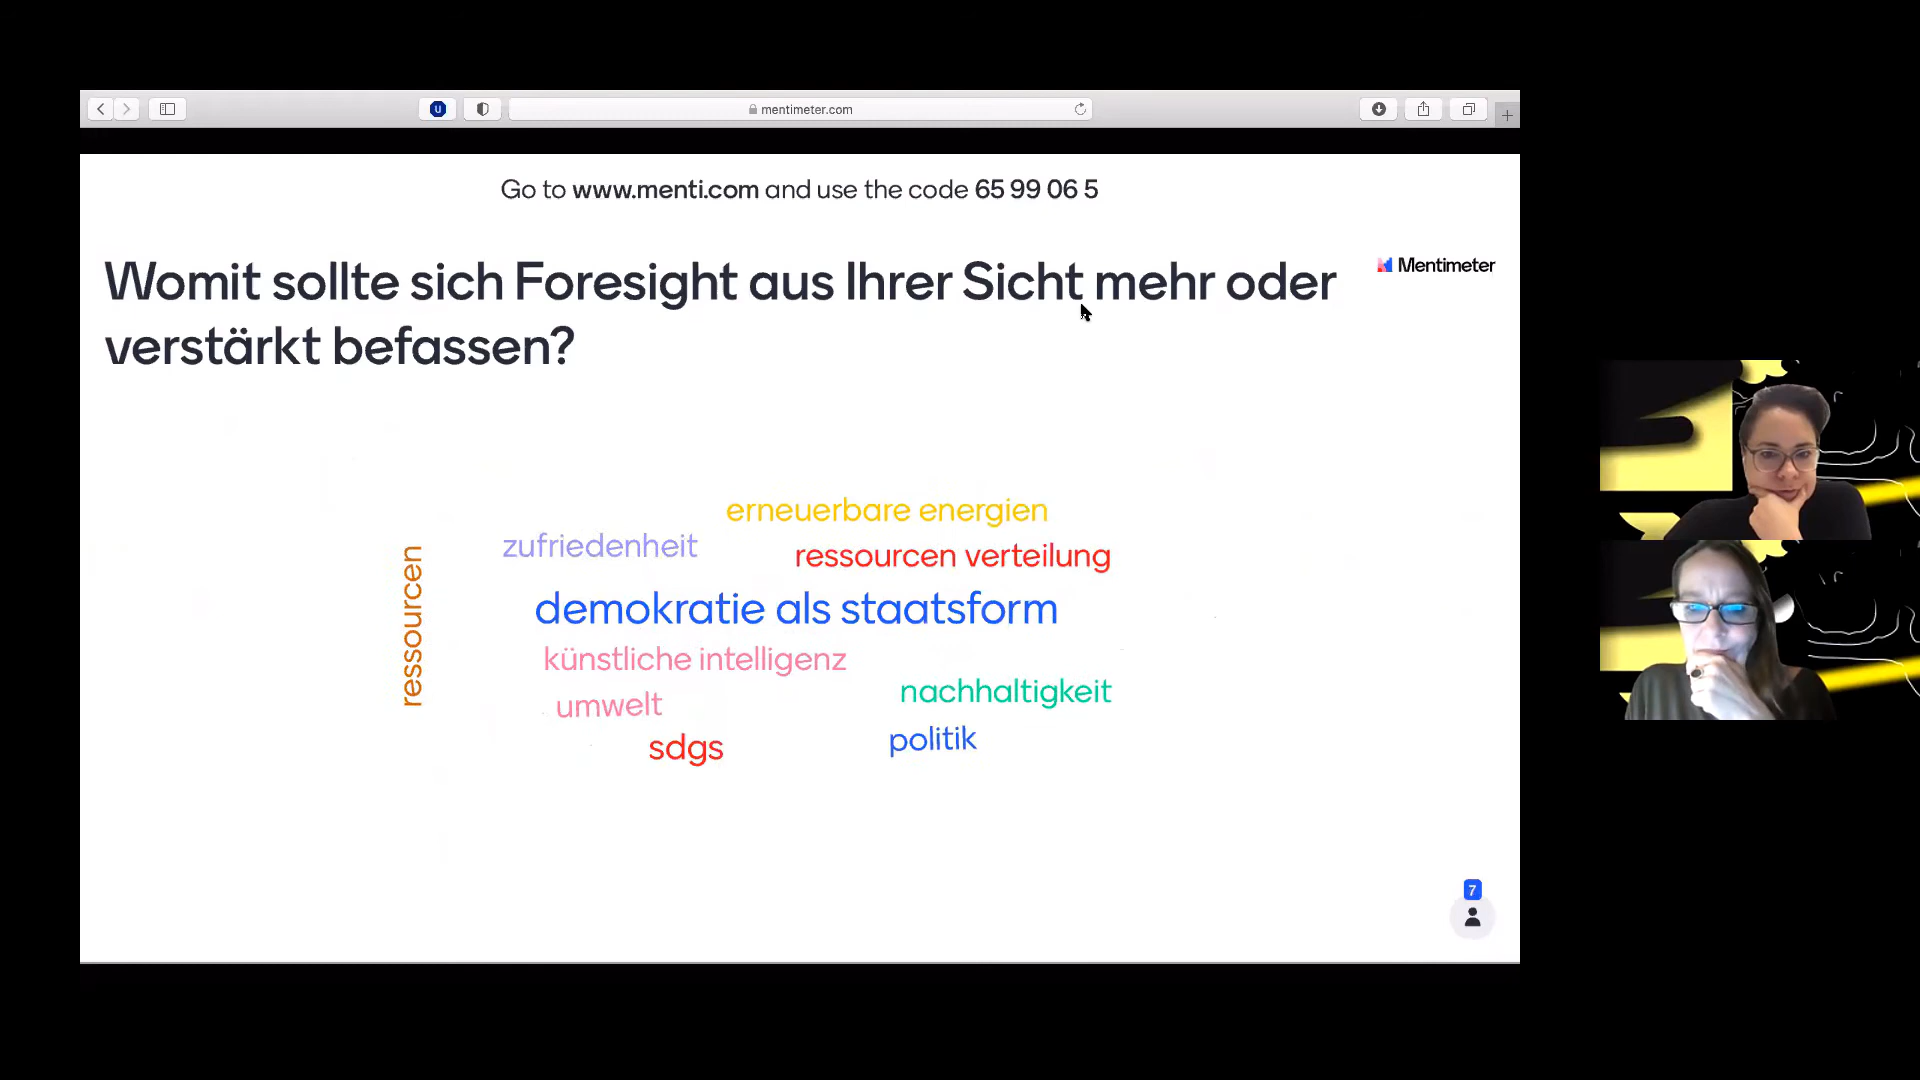 mentimeter.com
Go to www.menti.com and use the code 65 99 06 5
Womit sollte sich Foresight aus Ihrer Sicht mehr oder
verstärkt befassen?
Mentimeter
erneuerbare energien
zufriedenheit
ressourcen verteilung
ressourcen
demokratie als staatsform
künstliche intelligenz
nachhaltigkeit
umwelt
politik
sdgs
7